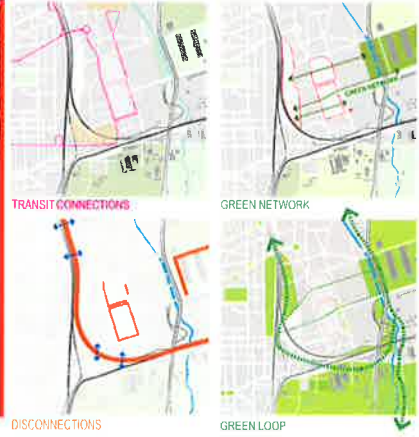 TRANSIT CONNECTIONS
GREEN NETWORK
GREEN NETWORK
DISCONNECTIONS
GREEN LOOP